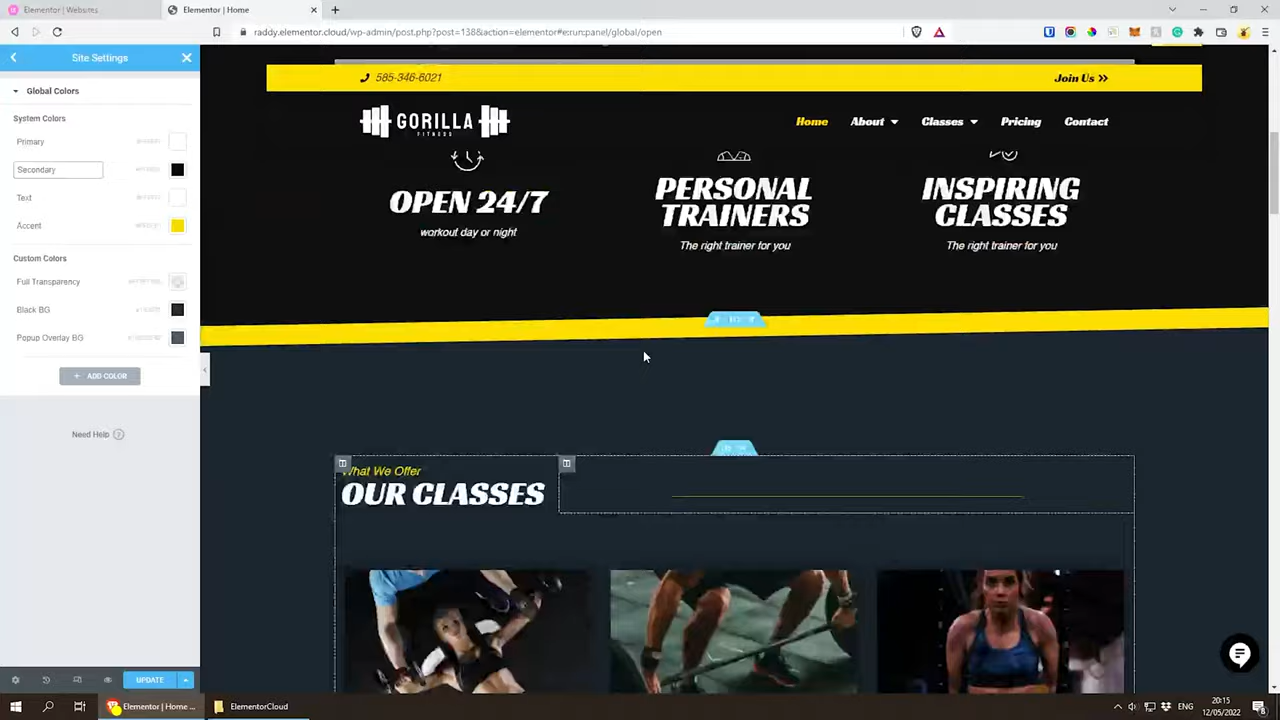 Elementor | Websites
Elementor | Home
raddy.elementor.cloud/wp-admin/post.php?post=138&action=elementor#e:run:panel/global/open
Site Settings
Global Colors
System Colors
Primary
Secondary
Text
Accent
Custom Colors
Full Transparency
Black BG
Popup Overlay BG
+ ADD COLOR
Need Help ?
UPDATE
585-346-6021
Join Us
GORILLA
FITNESS
Home
About
Classes
Pricing
Contact
OPEN 24/7
workout day or night
PERSONAL
TRAINERS
The right trainer for you
INSPIRING
CLASSES
The right trainer for you
What We Offer
OUR CLASSES
Elementor | Home ...
ElementorCloud
ENG
20:15
12/05/2022